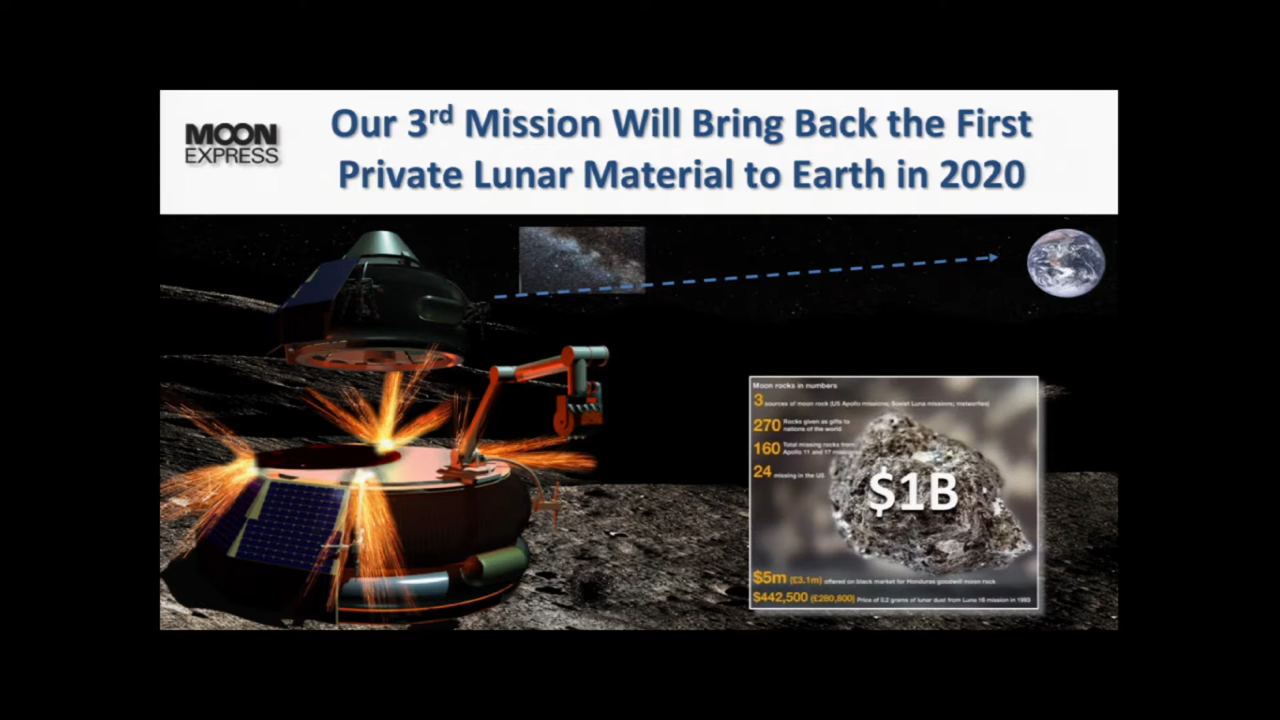 MOON
EXPRESS
Our 3rd Mission Will Bring Back the First
Private Lunar Material to Earth in 2020
Moon rocks in numbers
3 sources of moon rock (US Apollo missions; Soviet Luna missions; meteorites)
270 Rocks given as gifts to
nations of the world
160 Total missing rocks from
Apollo 11 and 17 missions
24 missing in the US
$1B
$5m (£3.1m) offered on black market for Honduras goodwill moon rock
$442,500 (£280,800) Price of 0.2 grams of lunar dust from Luna 16 mission in 1993